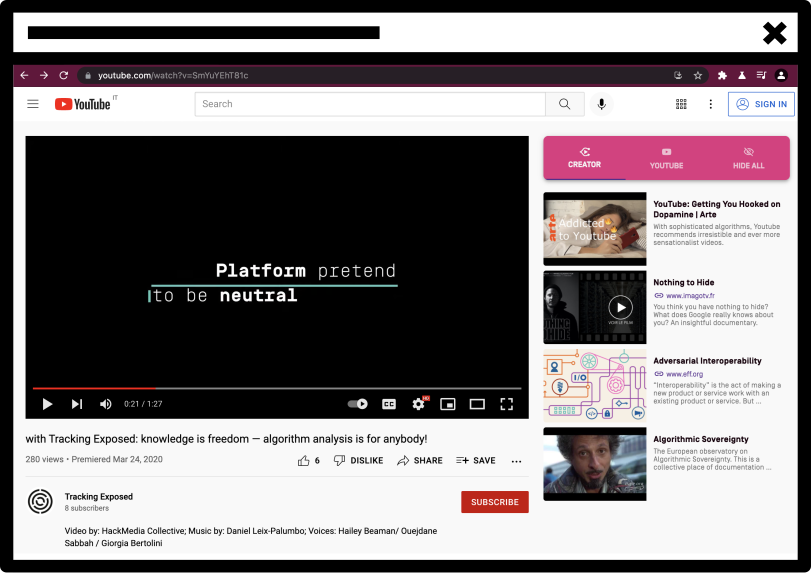 youtube.com/watch?v=SmYuYEhT81c
YouTube IT
Search
SIGN IN
Platform pretend
to be neutral
0:21 / 1:27
CC
HD
with Tracking Exposed: knowledge is freedom — algorithm analysis is for anybody!
280 views • Premiered Mar 24, 2020
6
DISLIKE
SHARE
SAVE
Tracking Exposed
8 subscribers
SUBSCRIBE
Video by: HackMedia Collective; Music by: Daniel Leix-Palumbo; Voices: Hailey Beaman/ Ouejdane
Sabbah / Giorgia Bertolini
CREATOR
YOUTUBE
HIDE ALL
arte
Addicted
to Youtube
YouTube: Getting You Hooked on
Dopamine | Arte
With sophisticated algorithms, Youtube
recommends irresistible and ever more
sensationalist videos.
VOIR LE FILM
Nothing to Hide
www.imagotv.fr
You think you have nothing to hide?
What does Google really knows about
you? An insightful documentary.
I/O
Adversarial Interoperability
www.eff.org
"Interoperability" is the act of making a
new product or service work with an
existing product or service. But ...
Algorithmic Sovereignty
The European observatory on
Algorithmic Sovereignty. This is a
collective place of documentation ...